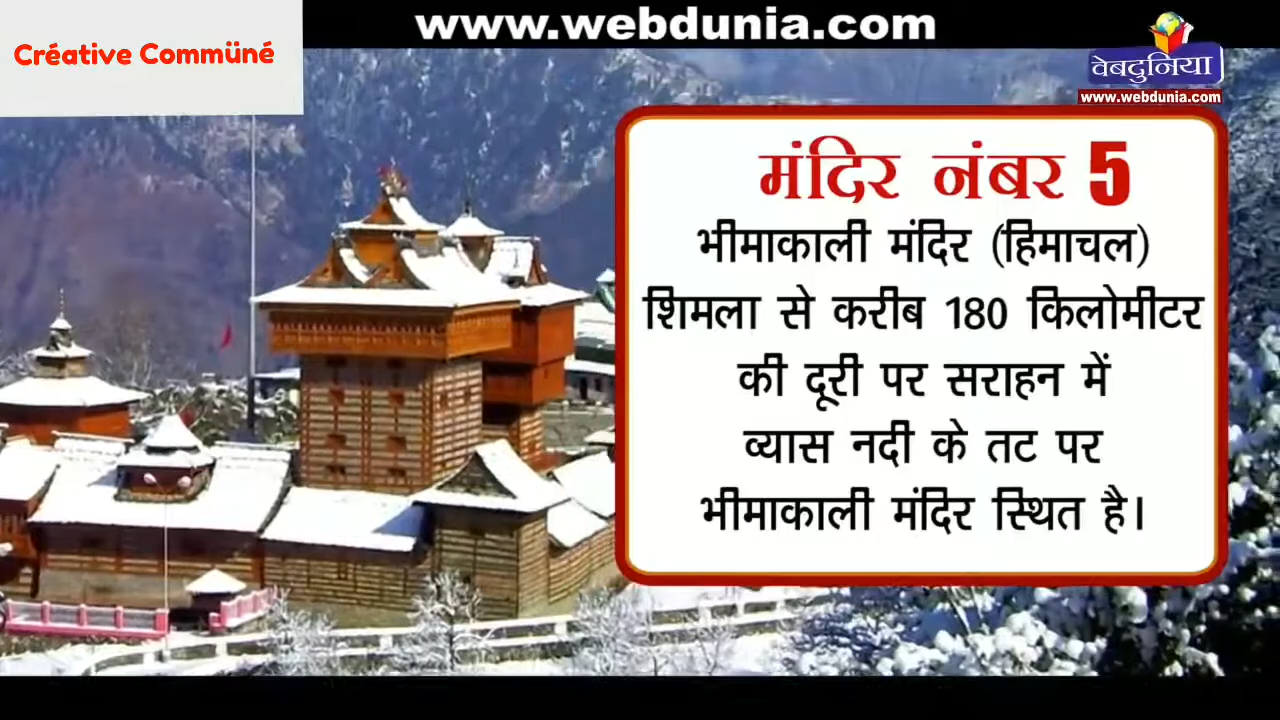 www.webdunia.com
Créative Commüné
वेबदुनिया
www.webdunia.com
मंदिर नंबर 5
भीमाकाली मंदिर (हिमाचल)
शिमला से करीब 180 किलोमीटर
की दूरी पर सराहन में
व्यास नदी के तट पर
भीमाकाली मंदिर स्थित है।